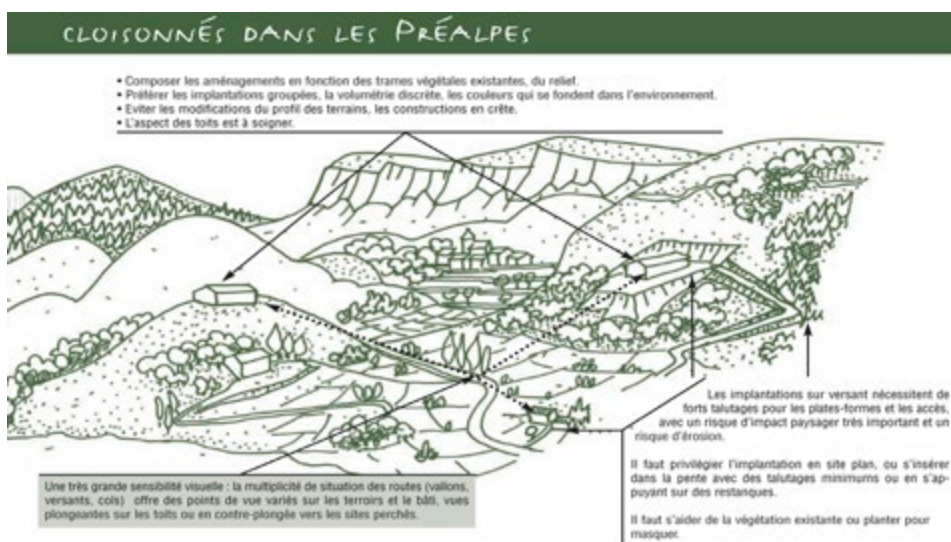 CLOISONNÉS DANS LES PRÉALPES
• Composer les aménagements en fonction des trames végétales existantes, du relief.
• Préférer les implantations groupées, la volumétrie discrète, les couleurs qui se fondent dans l'environnement.
• Eviter les modifications du profil des terrains, les constructions en crête.
• L'aspect des toits est à soigner.
Une très grande sensibilité visuelle : la multiplicité de situation des routes (vallons,
versants, cols) offre des points de vue variés sur les terroirs et le bâti, vues
plongeantes sur les toits ou en contre-plongée vers les sites perchés.
Les implantations sur versant nécessitent de
forts talutages pour les plates-formes et les accès,
avec un risque d'impact paysager très important et un
risque d'érosion.
Il faut privilégier l'implantation en site plan, ou s'insérer
dans la pente avec des talutages minimums ou en s'ap-
puyant sur des restanques.
Il faut s'aider de la végétation existante ou planter pour
masquer.